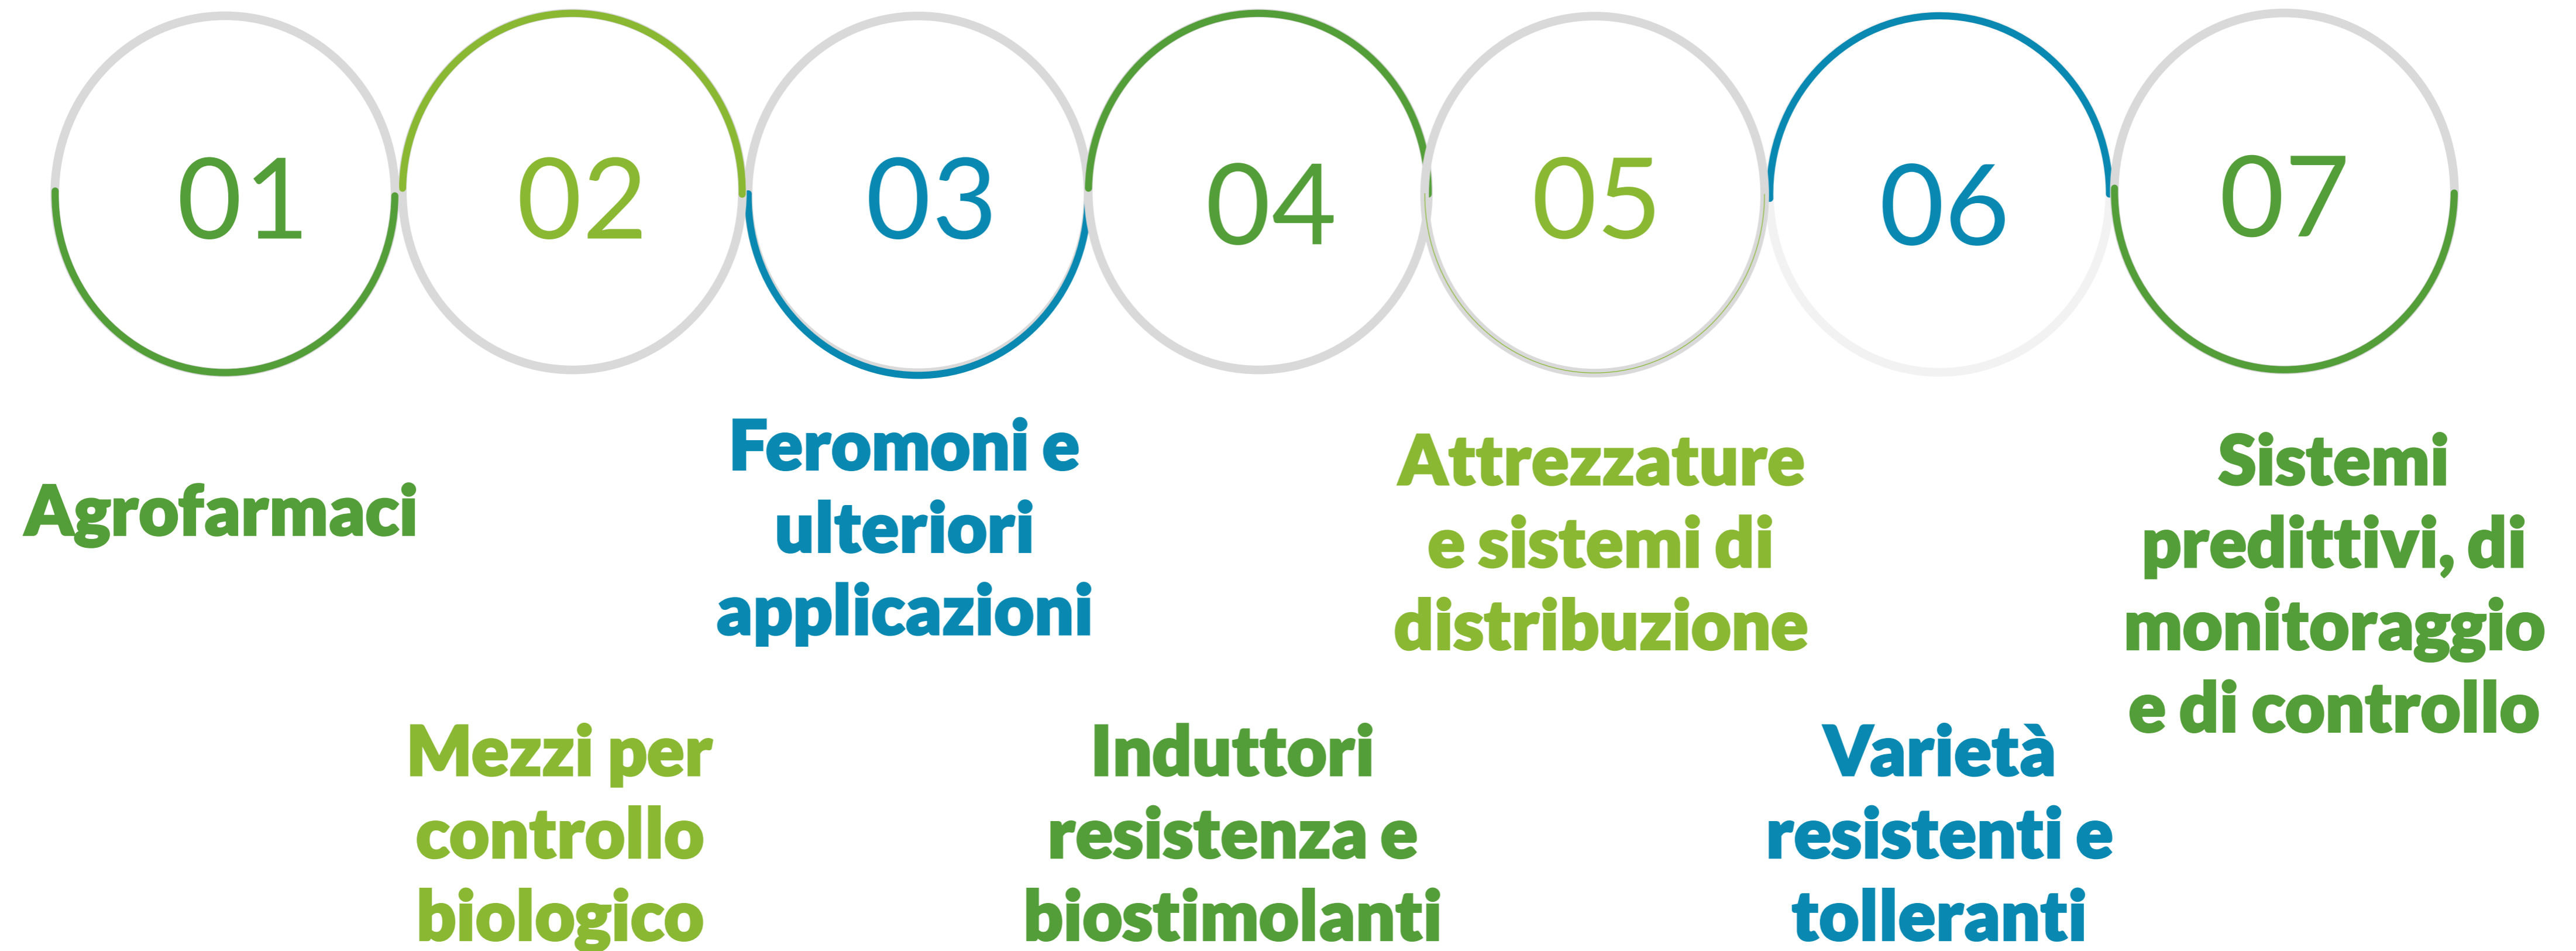 01
02
03
04
05
06
07
Agrofarmaci
Mezzi per
controllo
biologico
Feromoni e
ulteriori
applicazioni
Induttori
resistenza e
biostimolanti
Attrezzature
e sistemi di
distribuzione
Varietà
resistenti e
tolleranti
Sistemi
predittivi, di
monitoraggio
e di controllo